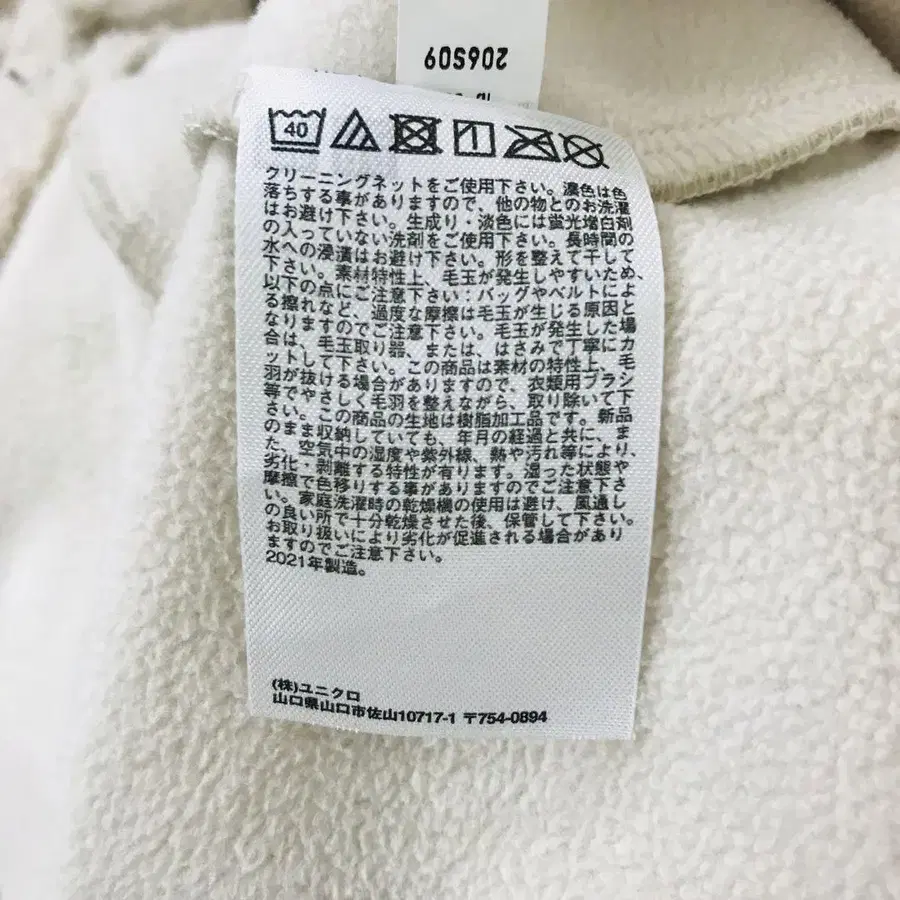 206S09
40
クリーニングネットをご使用下さい。濃色は色
落ちする事がありますので、他の物とのお洗濯
はお避け下さい。生成り・淡色には蛍光増白剤
の入っていない洗剤をご使用下さい。長時間の
水への浸漬はお避け下さい。形を整えて干して
下さい。素材特性上、毛玉が発生しやすいため、
以下の点にご注意下さい:バッグやベルトによ
る擦れなど、過度な摩擦は毛玉が生じる原因と
なりますのでご注意下さい。毛玉が発生した場
合は、毛玉取り器、または、はさみで丁寧にカ
ットして下さい。この商品は素材の特性上、毛
羽が抜ける場合がありますので、衣類用ブラシ
等でやさしく毛羽を整えながら、取り除いて下
さい。この商品の生地は樹脂加工品です。新品
のまま収納していても、年月の経過と共に、ま
た、空気中の湿度や紫外線、熱や汚れ等により、
劣化・剥離する特性が有ります。湿った状態や
摩擦で色移りする事がありますのでご注意下さ
い。家庭洗濯時の乾燥機の使用は避け、風通し
の良い所で十分乾燥させた後、保管して下さい。
お取り扱いにより劣化が促進される場合があり
ますのでご注意下さい。
2021年製造。
(株)ユニクロ
山口県山口市佐山10717-1 〒754-0894